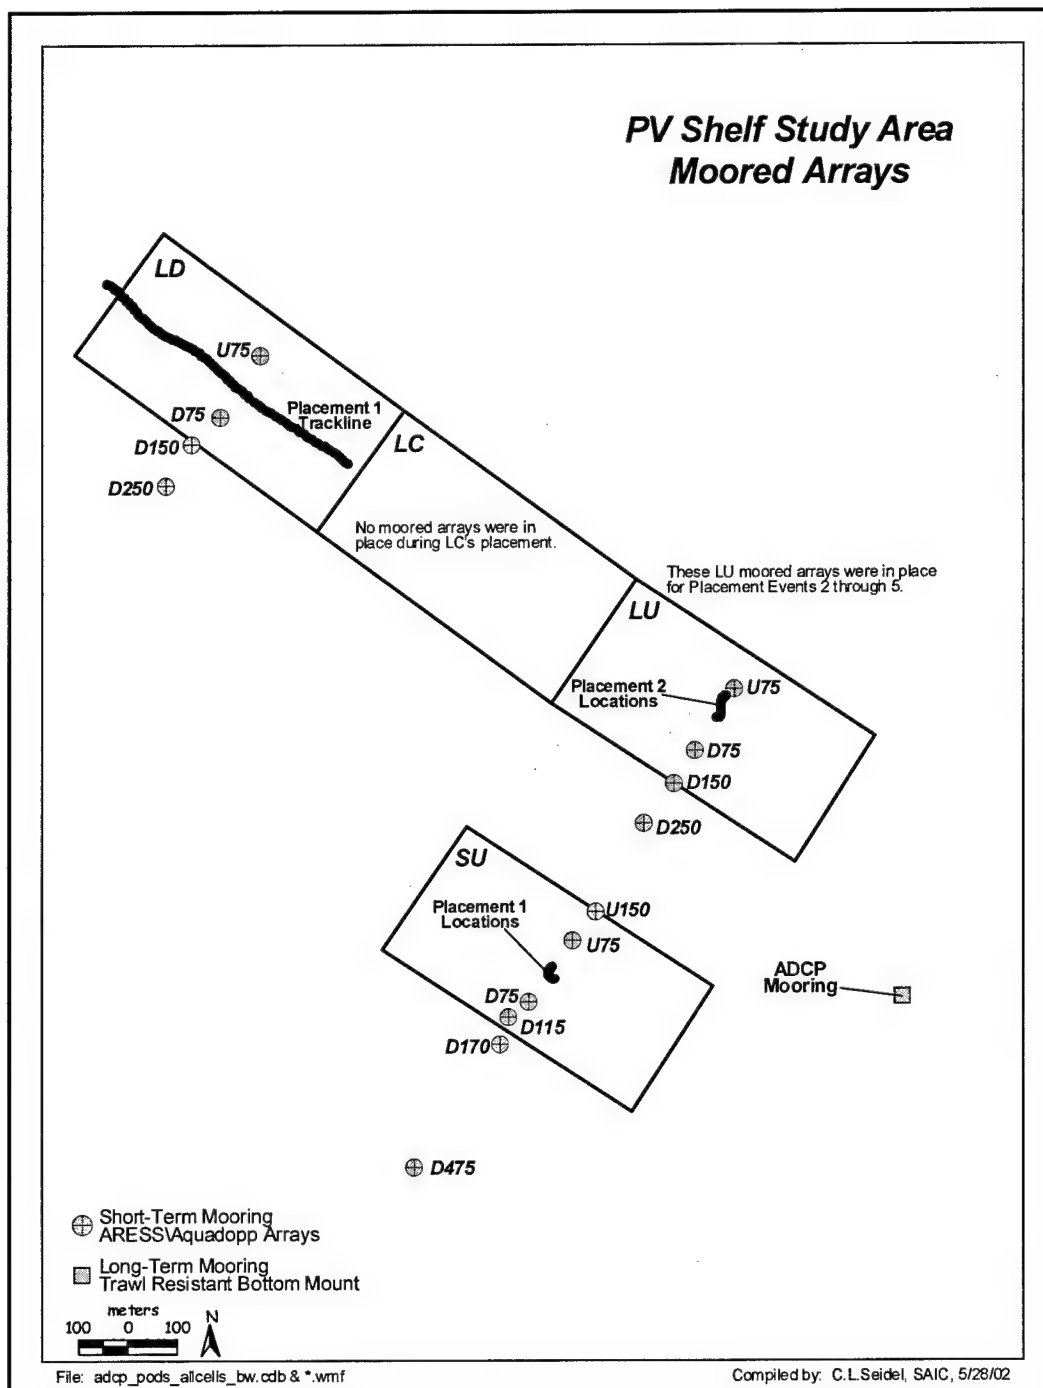 PV Shelf Study Area
Moored Arrays
LD
U75
Placement 1
Trackline
D75
D150
D250
LC
No moored arrays were in
place during LC's placement.
These LU moored arrays were in place
for Placement Events 2 through 5.
LU
Placement 2
Locations
U75
D75
D150
D250
SU
Placement 1
Locations
U150
U75
D75
D115
D170
ADCP
Mooring
D475
Short-Term Mooring
ARESS\Aquadopp Arrays
Long-Term Mooring
Trawl Resistant Bottom Mount
meters
100 0 100
N
File: adcp_pods_allcells_bw.cdb & *.wmf
Compiled by: C.L.Seidel, SAIC, 5/28/02